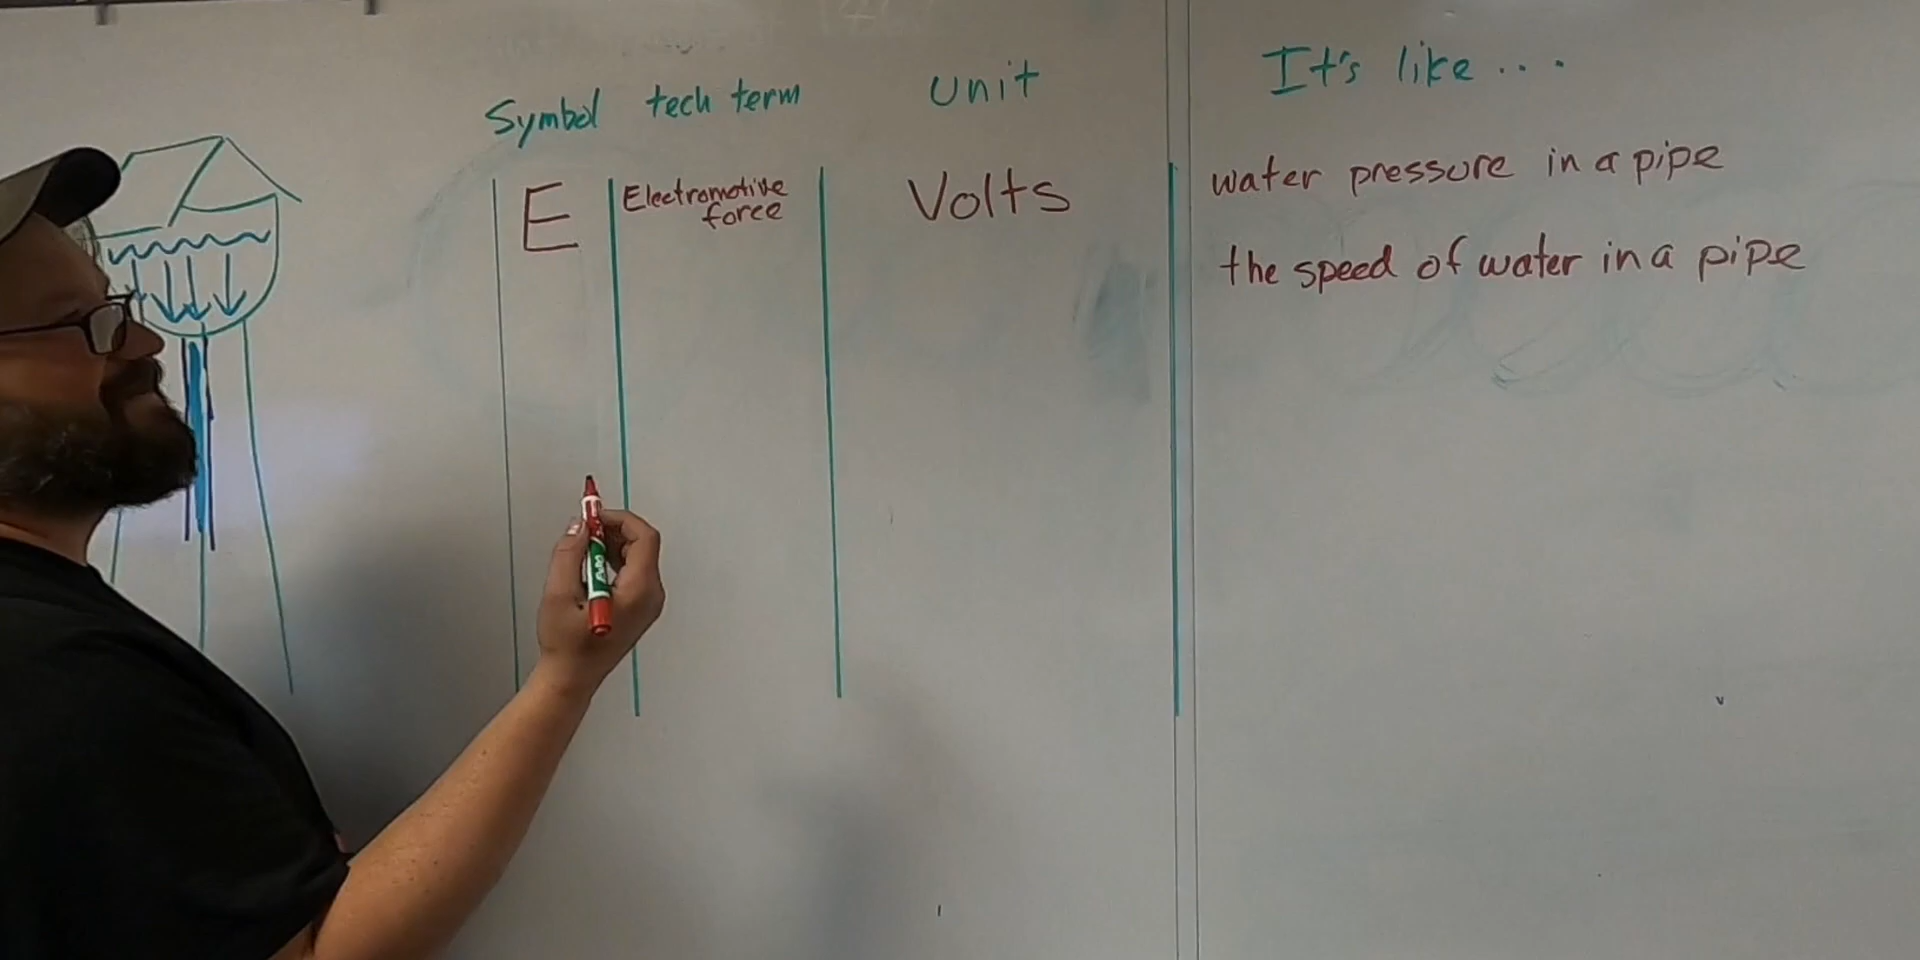 Symbol tech term Unit It's like ...
E Electromotive force Volts water pressure in a pipe
the speed of water in a pipe